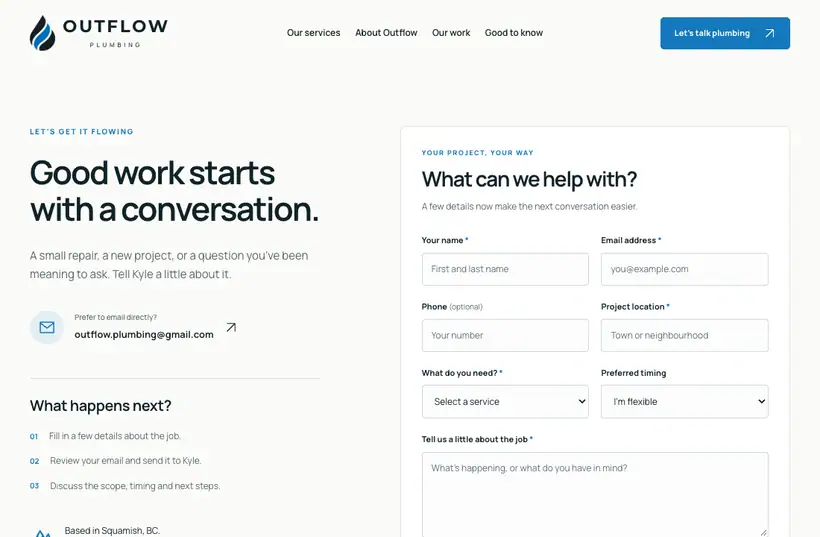 OUTFLOW
PLUMBING
Our services
About Outflow
Our work
Good to know
Let's talk plumbing
LET'S GET IT FLOWING
Good work starts
with a conversation.
A small repair, a new project, or a question you've been
meaning to ask. Tell Kyle a little about it.
Prefer to email directly?
outflow.plumbing@gmail.com
What happens next?
01 Fill in a few details about the job.
02 Review your email and send it to Kyle.
03 Discuss the scope, timing and next steps.
Based in Squamish, BC.
YOUR PROJECT, YOUR WAY
What can we help with?
A few details now make the next conversation easier.
Your name *
First and last name
Email address *
you@example.com
Phone (optional)
Your number
Project location *
Town or neighbourhood
What do you need? *
Select a service
Preferred timing
I'm flexible
Tell us a little about the job *
What's happening, or what do you have in mind?